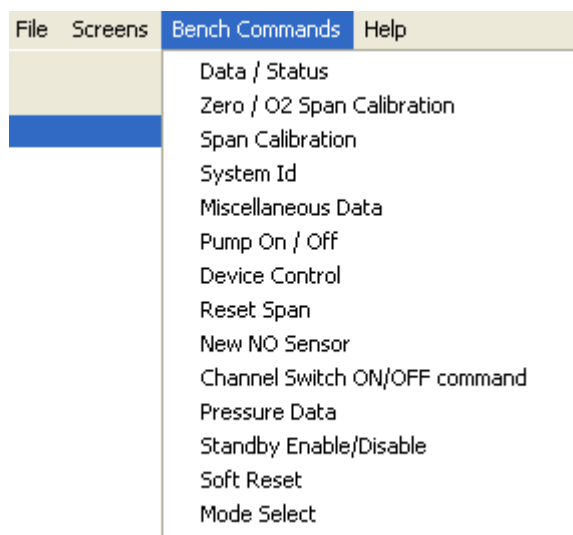 File Screens Bench Commands Help
Data / Status
Zero / O2 Span Calibration
Span Calibration
System Id
Miscellaneous Data
Pump On / Off
Device Control
Reset Span
New NO Sensor
Channel Switch ON/OFF command
Pressure Data
Standby Enable/Disable
Soft Reset
Mode Select